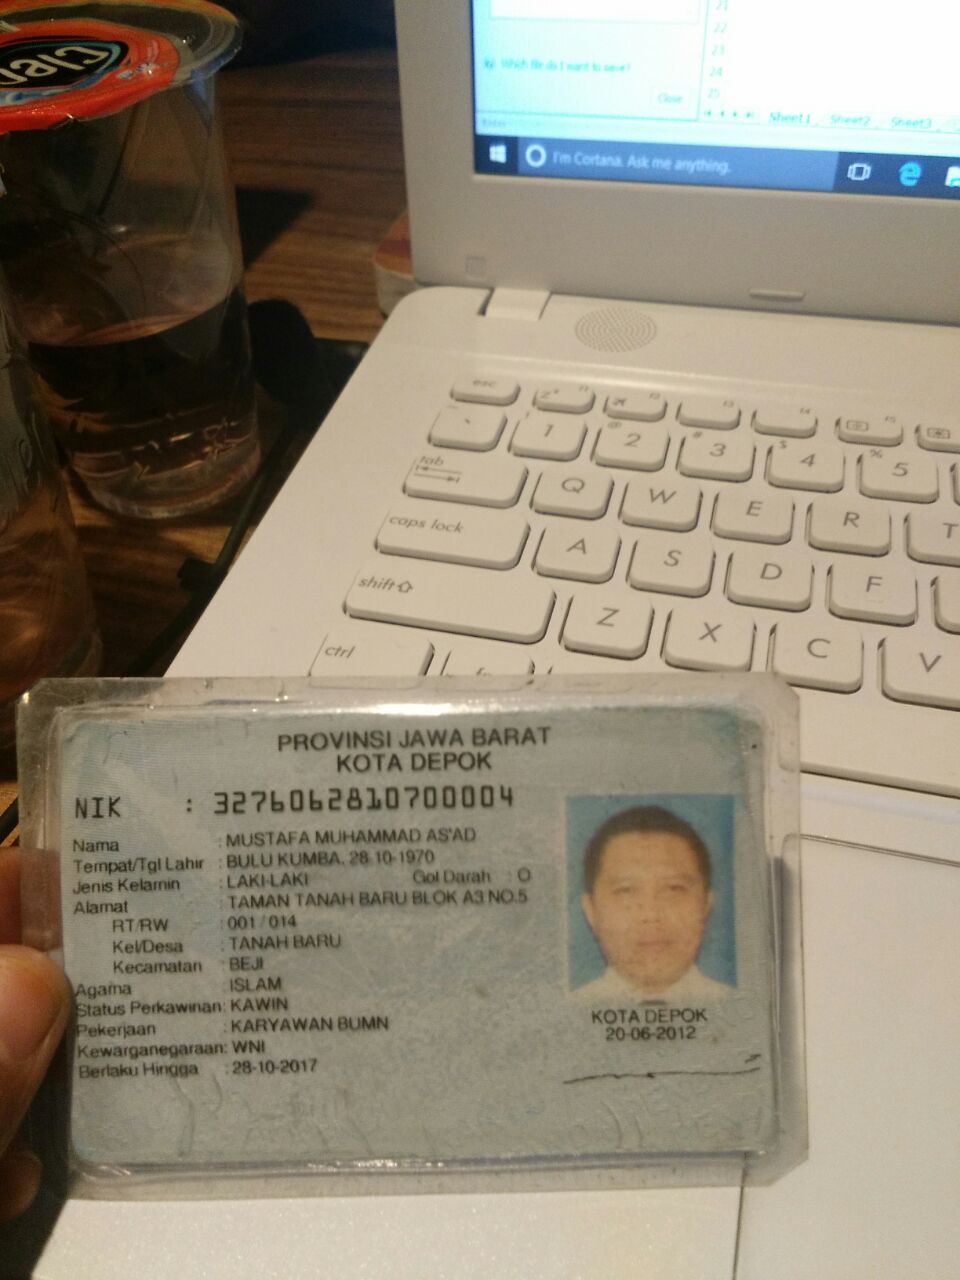 Clea
21
22
23
24
25
Which file do I want to save?
Close
Sheet1 Sheet2 Sheet3
I'm Cortana. Ask me anything.
esc
` 1 @ 2 # 3 $ 4 % 5
tab Q W E R T
caps lock A S D F
shift Z X C V
ctrl fn
PROVINSI JAWA BARAT
KOTA DEPOK
NIK : 3276062810700004
Nama : MUSTAFA MUHAMMAD AS'AD
Tempat/Tgl Lahir : BULU KUMBA, 28-10-1970
Jenis Kelamin : LAKI-LAKI Gol Darah : O
Alamat : TAMAN TANAH BARU BLOK A3 NO.5
RT/RW : 001 / 014
Kel/Desa : TANAH BARU
Kecamatan : BEJI
Agama : ISLAM
Status Perkawinan : KAWIN
Pekerjaan : KARYAWAN BUMN
Kewarganegaraan : WNI
Berlaku Hingga : 28-10-2017
KOTA DEPOK
20-06-2012